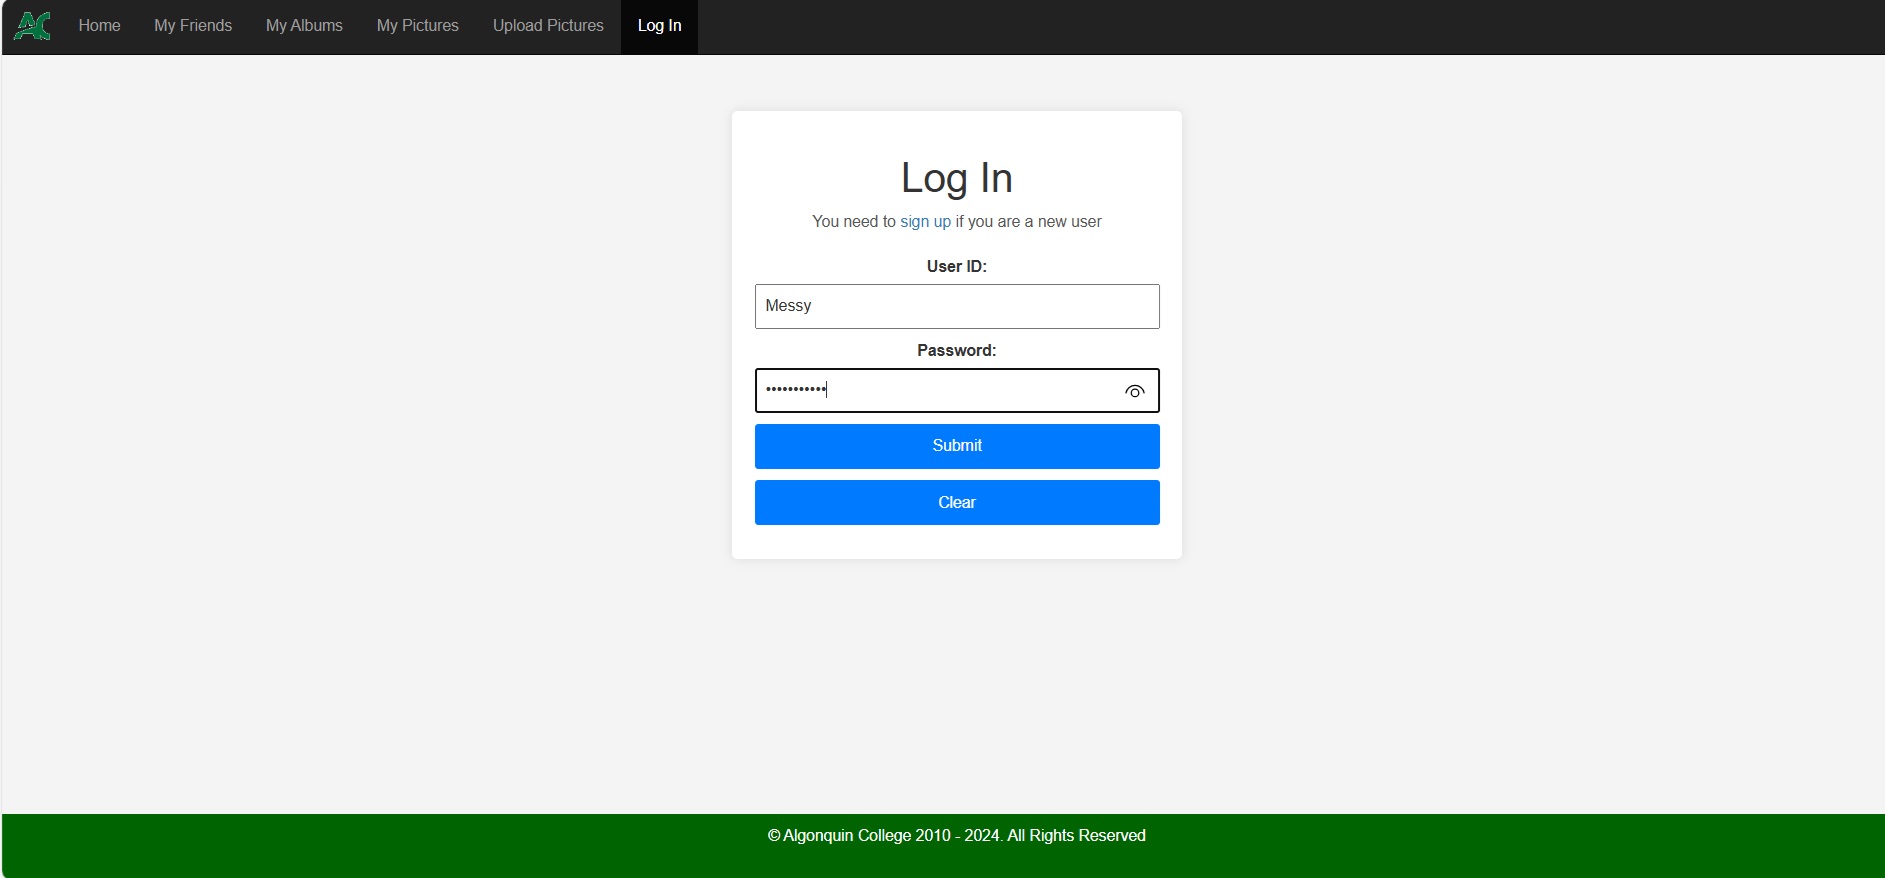 AC Home My Friends My Albums My Pictures Upload Pictures Log In
Log In
You need to sign up if you are a new user
User ID:
Messy
Password:
•••••••••••
Submit
Clear
© Algonquin College 2010 - 2024. All Rights Reserved